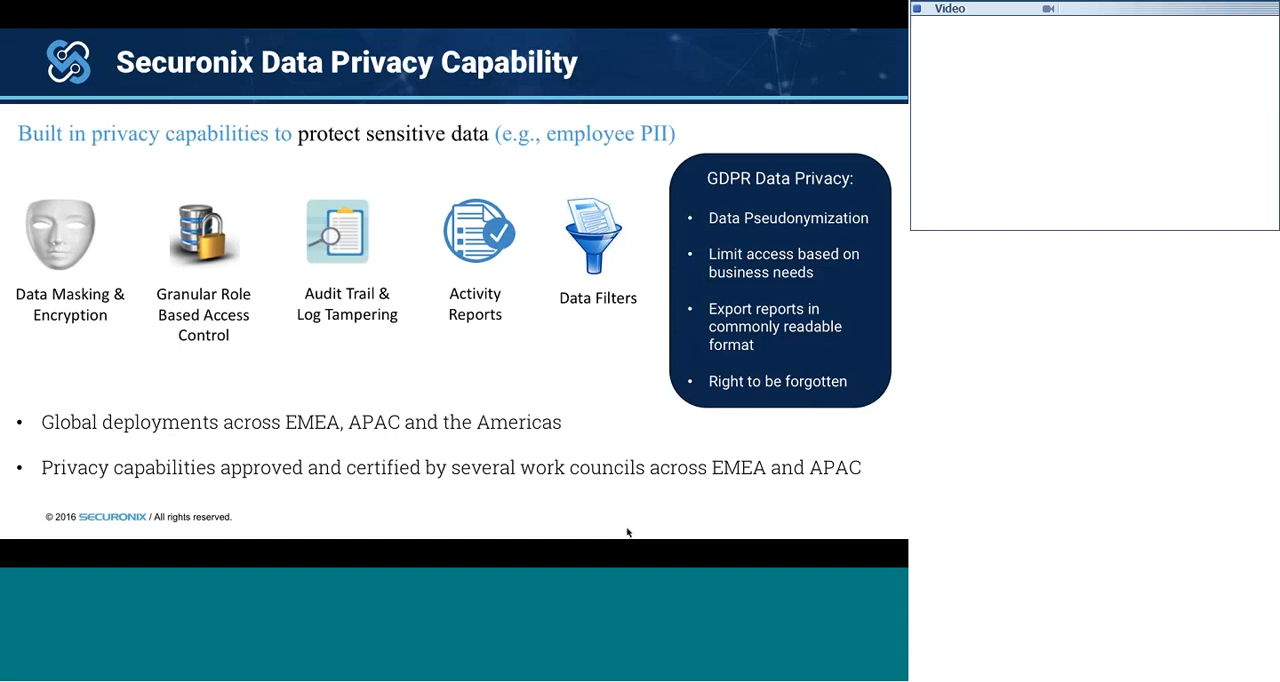 Video
Securonix Data Privacy Capability
Built in privacy capabilities to protect sensitive data (e.g., employee PII)
Data Masking &
Encryption
Granular Role
Based Access
Control
Audit Trail &
Log Tampering
Activity
Reports
Data Filters
GDPR Data Privacy:
• Data Pseudonymization
• Limit access based on
business needs
• Export reports in
commonly readable
format
• Right to be forgotten
• Global deployments across EMEA, APAC and the Americas
• Privacy capabilities approved and certified by several work councils across EMEA and APAC
© 2016 SECURONIX / All rights reserved.